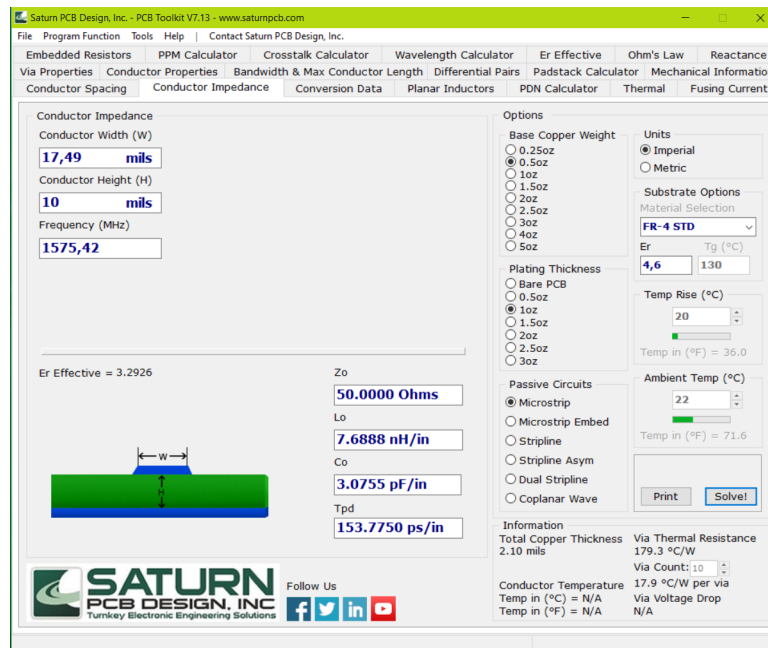 Saturn PCB Design, Inc. - PCB Toolkit V7.13 - www.saturnpcb.com
File Program Function Tools Help Contact Saturn PCB Design, Inc.
Embedded Resistors PPM Calculator Crosstalk Calculator Wavelength Calculator Er Effective Ohm's Law Reactance
Via Properties Conductor Properties Bandwidth & Max Conductor Length Differential Pairs Padstack Calculator Mechanical Informatio
Conductor Spacing Conductor Impedance Conversion Data Planar Inductors PDN Calculator Thermal Fusing Current
Conductor Impedance
Conductor Width (W)
17,49 mils
Conductor Height (H)
10 mils
Frequency (MHz)
1575,42
Er Effective = 3.2926
W
H
Zo
50.0000 Ohms
Lo
7.6888 nH/in
Co
3.0755 pF/in
Tpd
153.7750 ps/in
SATURN
PCB DESIGN, INC
Turnkey Electronic Engineering Solutions
Follow Us
f
in
Options
Base Copper Weight
0.25oz
0.5oz
1oz
1.5oz
2oz
2.5oz
3oz
4oz
5oz
Plating Thickness
Bare PCB
0.5oz
1oz
1.5oz
2oz
2.5oz
3oz
Passive Circuits
Microstrip
Microstrip Embed
Stripline
Stripline Asym
Dual Stripline
Coplanar Wave
Units
Imperial
Metric
Substrate Options
Material Selection
FR-4 STD
Er Tg (°C)
4,6 130
Temp Rise (°C)
20
Temp in (°F) = 36.0
Ambient Temp (°C)
22
Temp in (°F) = 71.6
Print Solve!
Information
Total Copper Thickness
2.10 mils
Conductor Temperature
Temp in (°C) = N/A
Temp in (°F) = N/A
Via Thermal Resistance
179.3 °C/W
Via Count: 10
17.9 °C/W per via
Via Voltage Drop
N/A